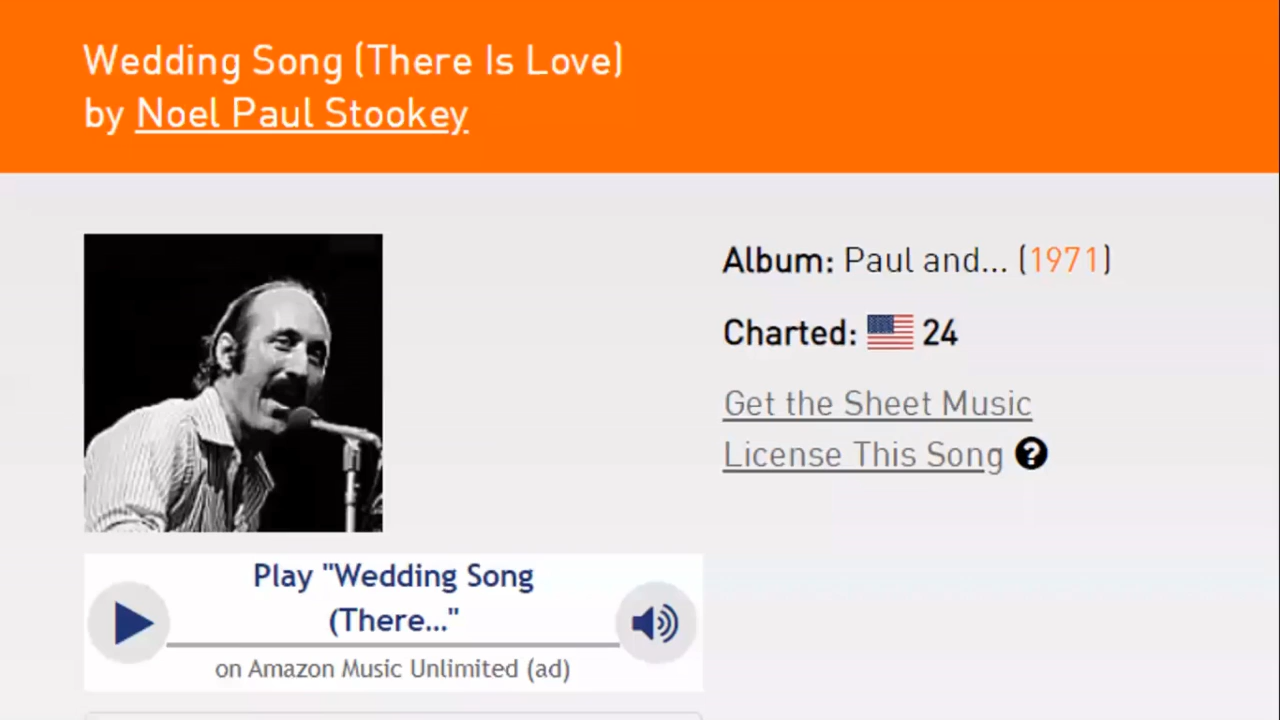 Wedding Song (There Is Love)
by Noel Paul Stookey
Album: Paul and... (1971)
Charted: 24
Get the Sheet Music
License This Song ?
Play "Wedding Song
(There..."
on Amazon Music Unlimited (ad)